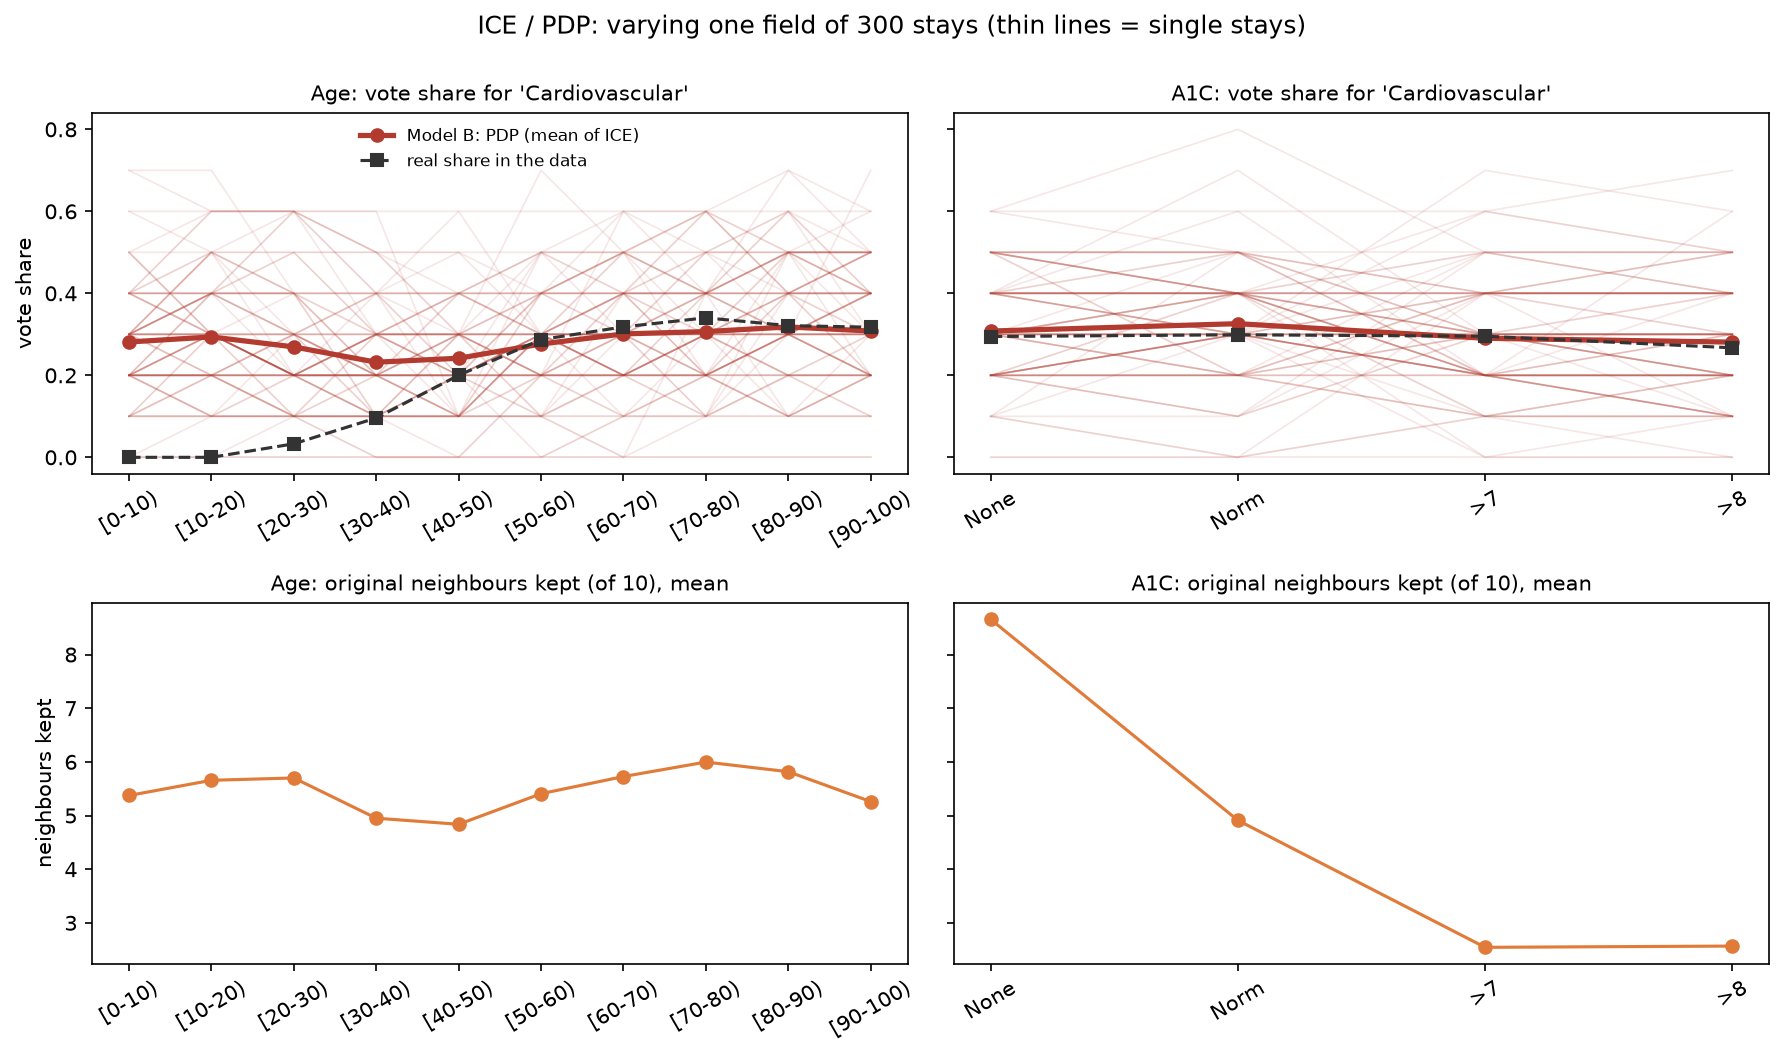 ICE / PDP: varying one field of 300 stays (thin lines = single stays)
Age: vote share for 'Cardiovascular'
vote share
0.8
0.6
0.4
0.2
0.0
Model B: PDP (mean of ICE)
real share in the data
[0-10)
[10-20)
[20-30)
[30-40)
[40-50)
[50-60)
[60-70)
[70-80)
[80-90)
[90-100)
A1C: vote share for 'Cardiovascular'
None
Norm
>7
>8
Age: original neighbours kept (of 10), mean
neighbours kept
8
7
6
5
4
3
[0-10)
[10-20)
[20-30)
[30-40)
[40-50)
[50-60)
[60-70)
[70-80)
[80-90)
[90-100)
A1C: original neighbours kept (of 10), mean
None
Norm
>7
>8